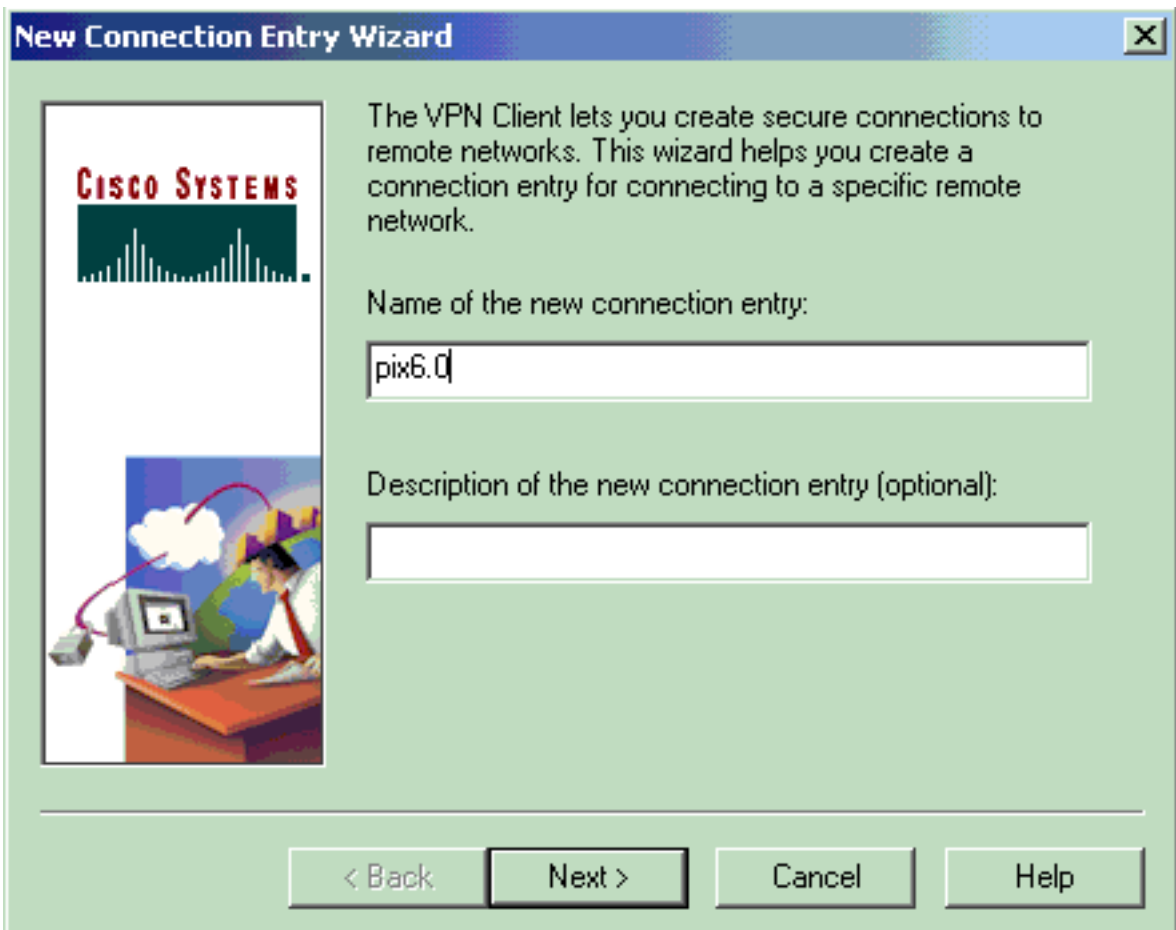 New Connection Entry Wizard
CISCO SYSTEMS
The VPN Client lets you create secure connections to
remote networks. This wizard helps you create a
connection entry for connecting to a specific remote
network.
Name of the new connection entry:
pix6.0
Description of the new connection entry (optional):
< Back
Next >
Cancel
Help